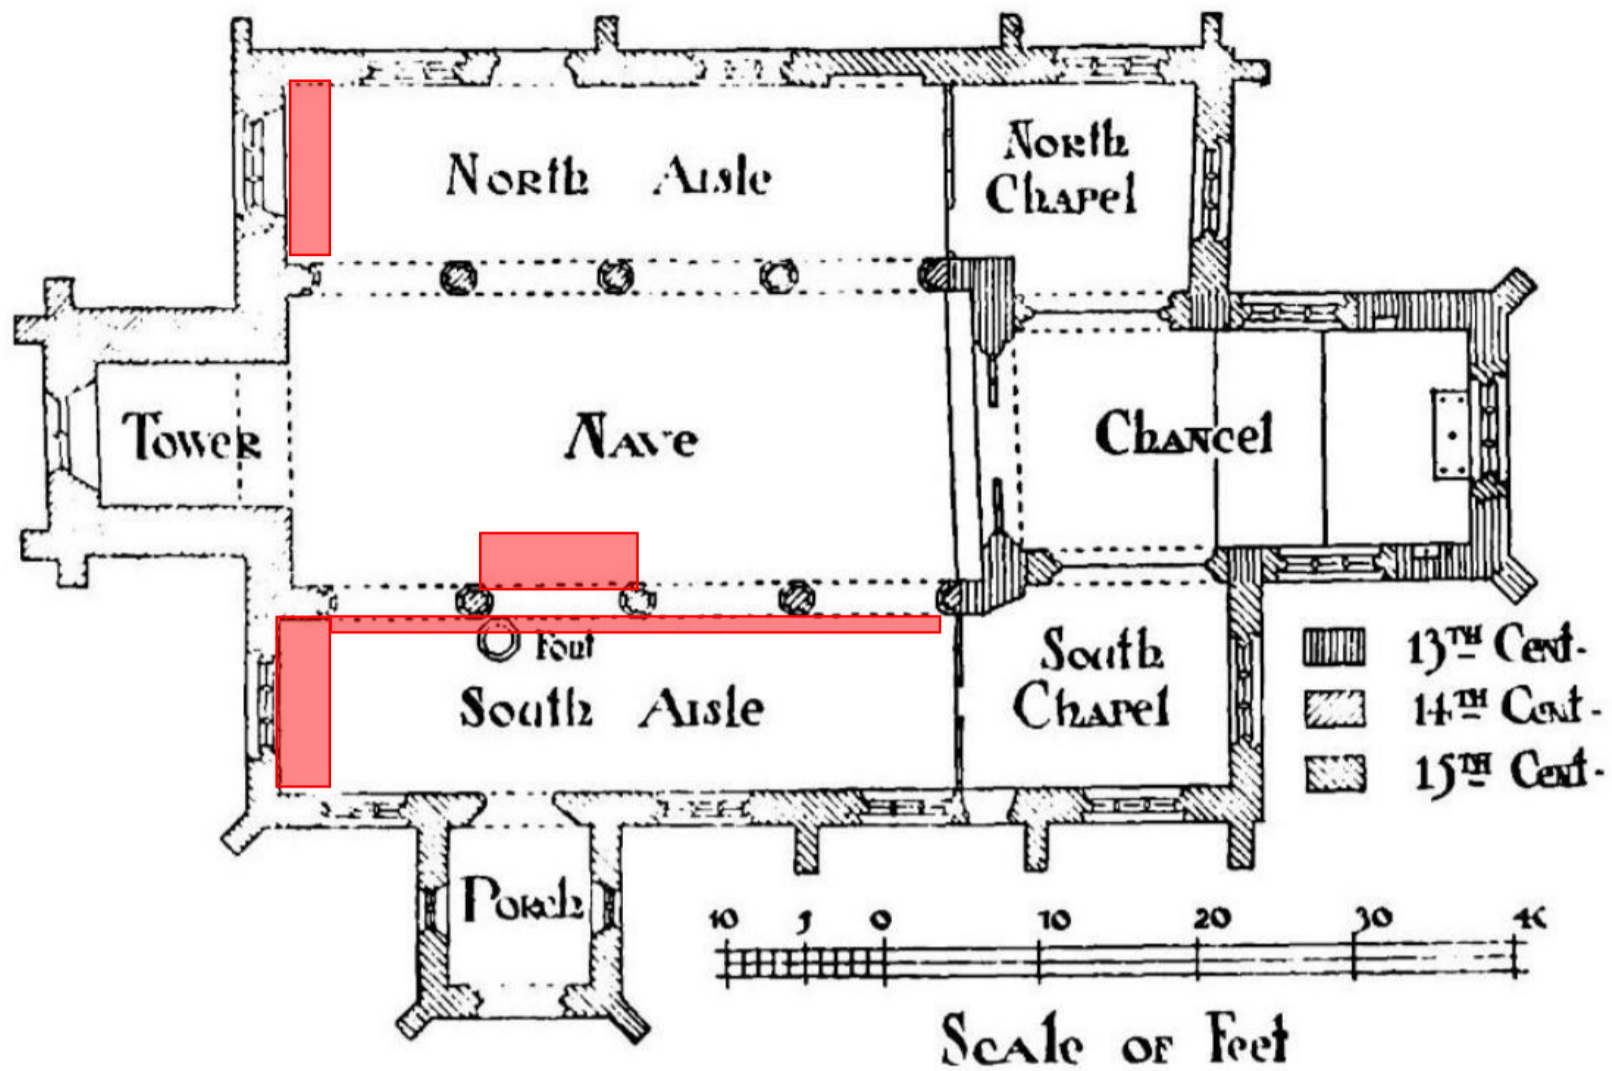 North Aisle
North
Chapel
Tower
Nave
Chancel
Font
South Aisle
South
Chapel
13TH Cent.
14TH Cent.
15TH Cent.
Porch
10 5 0 10 20 30 40
Scale of Feet